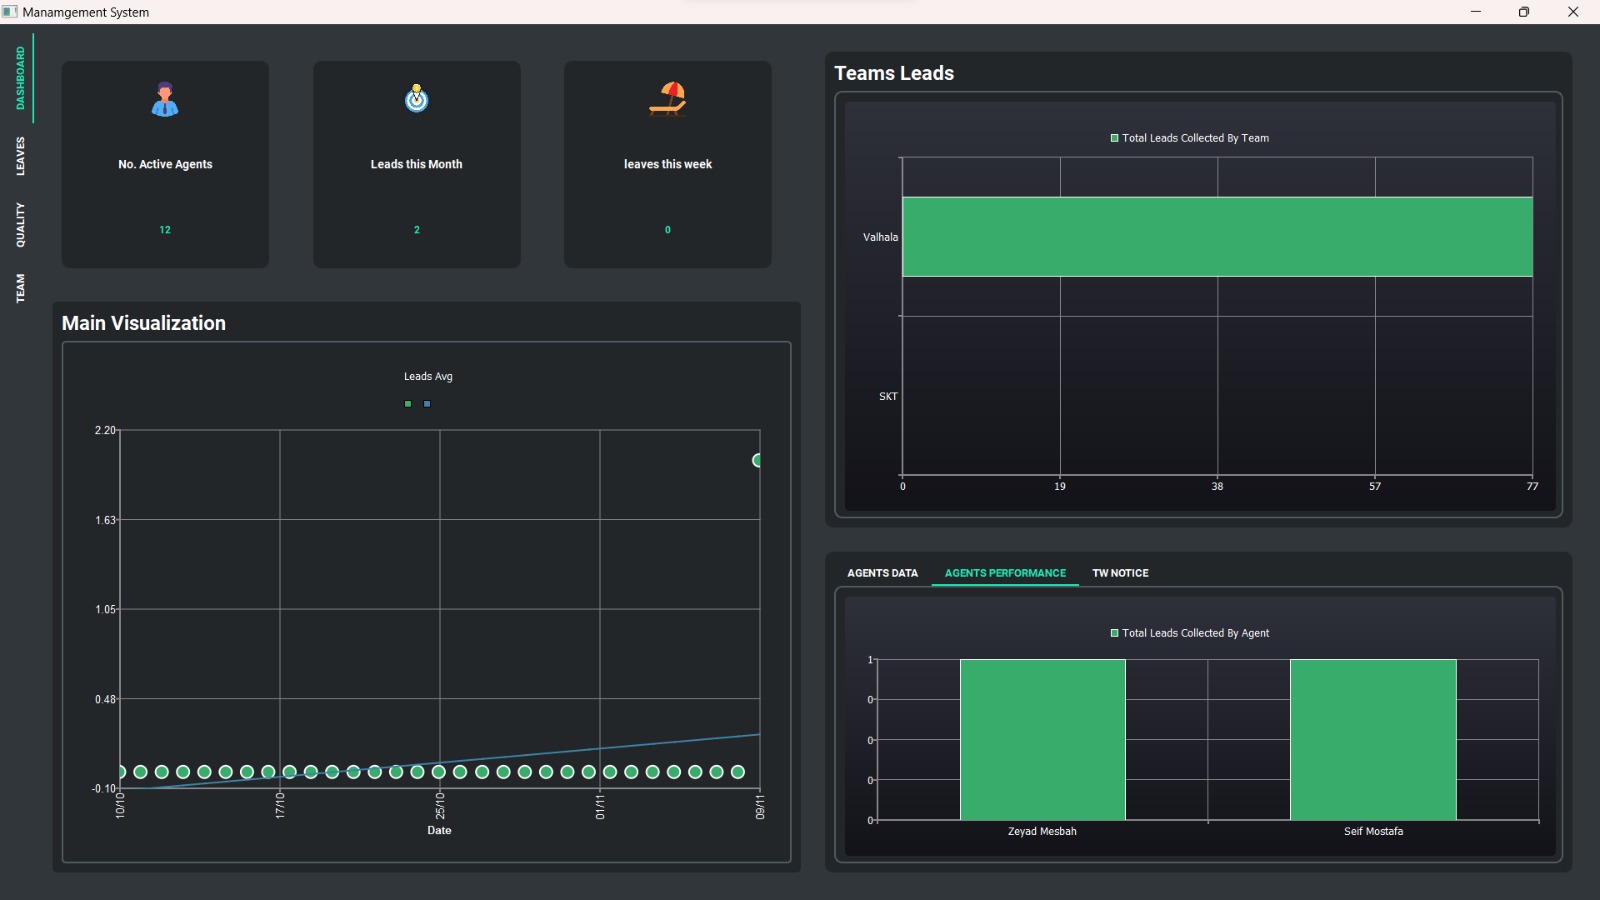 Manamgement System
DASHBOARD
LEAVES
QUALITY
TEAM
No. Active Agents
12
Leads this Month
2
leaves this week
0
Main Visualization
Leads Avg
2.20
1.63
1.05
0.48
-0.10
10/10
17/10
25/10
01/11
09/11
Date
Teams Leads
Total Leads Collected By Team
Valhala
SKT
0
19
38
57
77
AGENTS DATA
AGENTS PERFORMANCE
TW NOTICE
Total Leads Collected By Agent
1
0
0
0
0
Zeyad Mesbah
Seif Mostafa